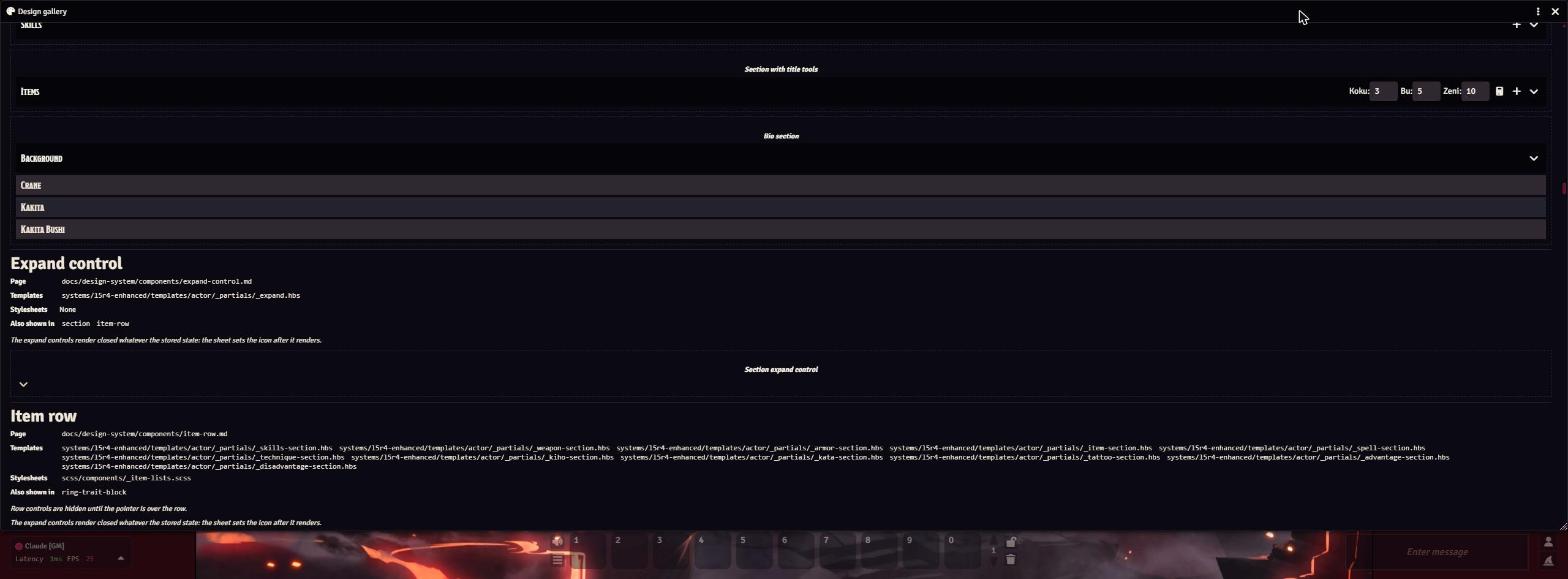 Design gallery
SKILLS
Section with title tools
ITEMS Koku: 3 Bu: 5 Zeni: 10
Bio section
BACKGROUND
CRANE
KAKITA
KAKITA BUSHI
Expand control
Page docs/design-system/components/expand-control.md
Templates systems/l5r4-enhanced/templates/actor/_partials/_expand.hbs
Stylesheets None
Also shown in section item-row
The expand controls render closed whatever the stored state: the sheet sets the icon after it renders.
Section expand control
Item row
Page docs/design-system/components/item-row.md
Templates systems/l5r4-enhanced/templates/actor/_partials/_skills-section.hbs systems/l5r4-enhanced/templates/actor/_partials/_weapon-section.hbs systems/l5r4-enhanced/templates/actor/_partials/_armor-section.hbs systems/l5r4-enhanced/templates/actor/_partials/_item-section.hbs systems/l5r4-enhanced/templates/actor/_partials/_spell-section.hbs
systems/l5r4-enhanced/templates/actor/_partials/_technique-section.hbs systems/l5r4-enhanced/templates/actor/_partials/_kiho-section.hbs systems/l5r4-enhanced/templates/actor/_partials/_kata-section.hbs systems/l5r4-enhanced/templates/actor/_partials/_tattoo-section.hbs systems/l5r4-enhanced/templates/actor/_partials/_advantage-section.hbs
systems/l5r4-enhanced/templates/actor/_partials/_disadvantage-section.hbs
Stylesheets scss/components/_item-lists.scss
Also shown in ring-trait-block
Row controls are hidden until the pointer is over the row.
The expand controls render closed whatever the stored state: the sheet sets the icon after it renders.
Claude [GM]
Latency 3ms FPS 25
1 2 3 4 5 6 7 8 9 0
1
Enter message